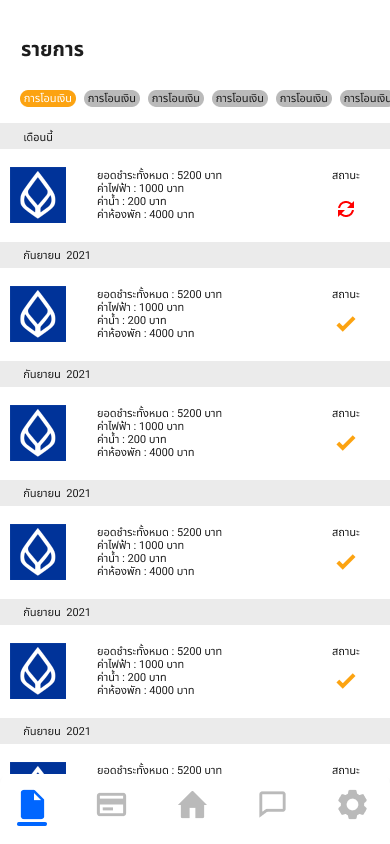 รายการ
การโอนเงิน การโอนเงิน การโอนเงิน การโอนเงิน การโอนเงิน การโอนเงิน
เดือนนี้
ยอดชำระทั้งหมด : 5200 บาท
สถานะ
ค่าไฟฟ้า : 1000 บาท
ค่าน้ำ : 200 บาท
ค่าห้องพัก : 4000 บาท
กันยายน 2021
ยอดชำระทั้งหมด : 5200 บาท
สถานะ
ค่าไฟฟ้า : 1000 บาท
ค่าน้ำ : 200 บาท
ค่าห้องพัก : 4000 บาท
กันยายน 2021
ยอดชำระทั้งหมด : 5200 บาท
สถานะ
ค่าไฟฟ้า : 1000 บาท
ค่าน้ำ : 200 บาท
ค่าห้องพัก : 4000 บาท
กันยายน 2021
ยอดชำระทั้งหมด : 5200 บาท
สถานะ
ค่าไฟฟ้า : 1000 บาท
ค่าน้ำ : 200 บาท
ค่าห้องพัก : 4000 บาท
กันยายน 2021
ยอดชำระทั้งหมด : 5200 บาท
สถานะ
ค่าไฟฟ้า : 1000 บาท
ค่าน้ำ : 200 บาท
ค่าห้องพัก : 4000 บาท
กันยายน 2021
ยอดชำระทั้งหมด : 5200 บาท
สถานะ